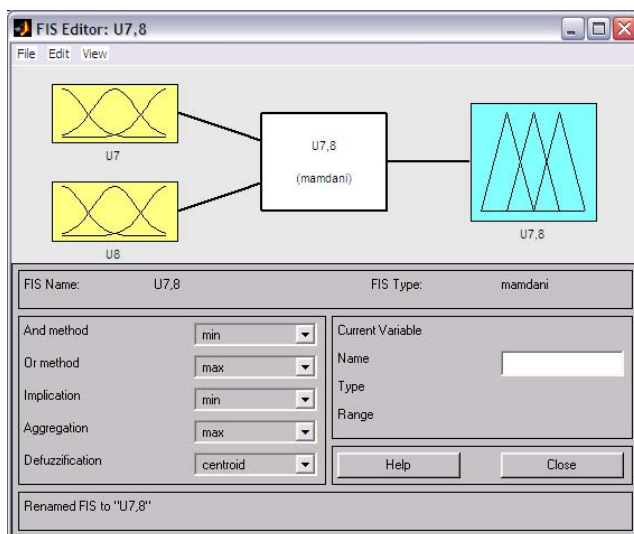 FIS Editor: U7,8
File Edit View
U7
U8
U7,8
(mamdani)
U7,8
FIS Name: U7,8 FIS Type: mamdani
And method min
Or method max
Implication min
Aggregation max
Defuzzification centroid
Current Variable
Name
Type
Range
Help Close
Renamed FIS to "U7,8"